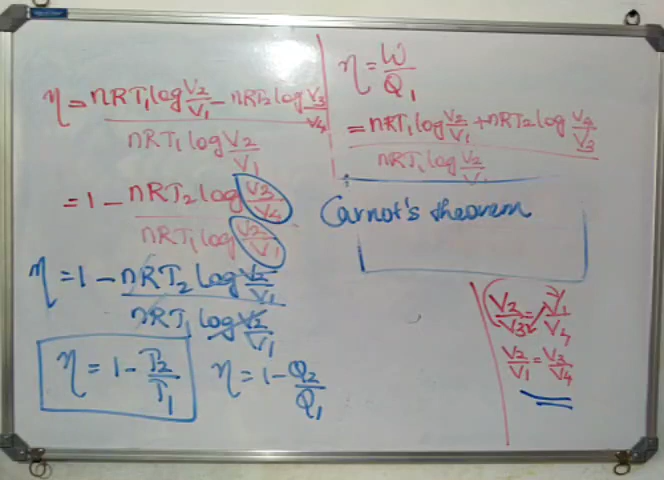 η = W/Q₁
= nRT₁ log V₂/V₁ + nRT₂ log V₄/V₃ / nRT₁ log V₂/V₁
η = nRT₁ log V₂/V₁ - nRT₂ log V₃/V₄ / nRT₁ log V₂/V₁
= 1 - nRT₂ log V₃/V₄ / nRT₁ log V₂/V₁
η = 1 - nRT₂ log V₂/V₁ / nRT₁ log V₂/V₁
η = 1 - T₂/T₁
η = 1 - Q₂/Q₁
Carnot's theorem
V₂/V₃ = V₁/V₄
V₂/V₁ = V₃/V₄